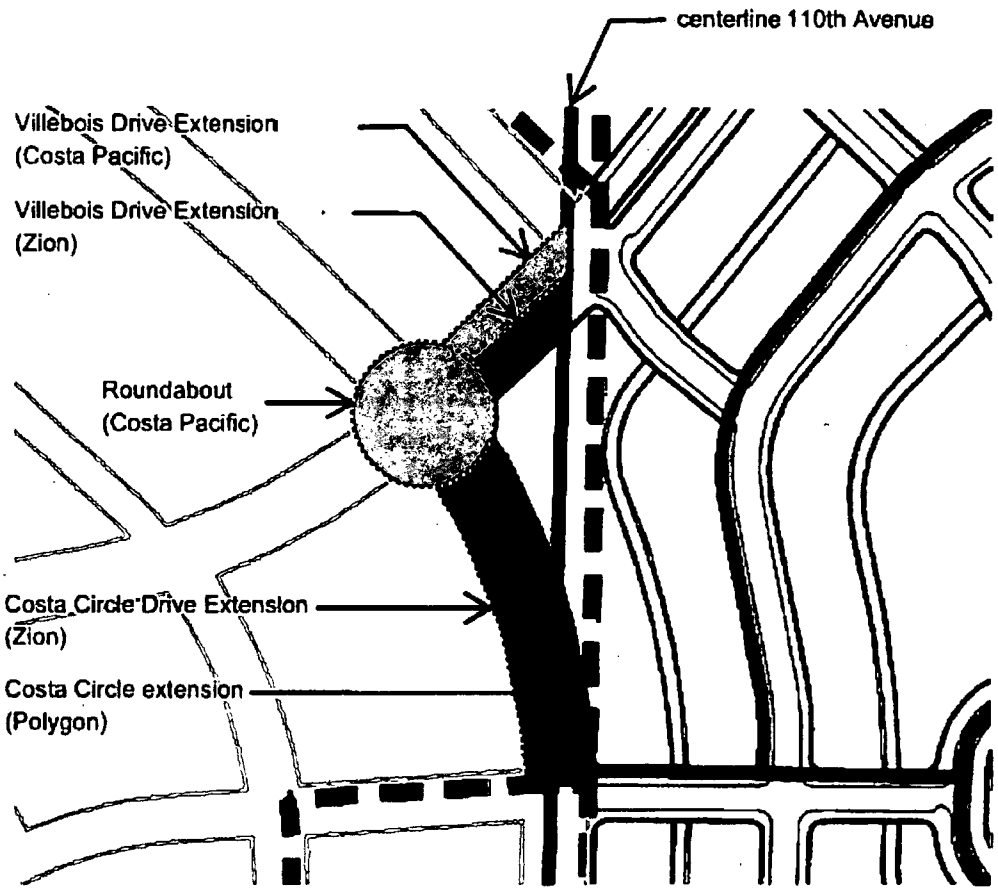 centerline 110th Avenue
Villebois Drive Extension
(Costa Pacific)
Villebois Drive Extension
(Zion)
Roundabout
(Costa Pacific)
Costa Circle Drive Extension
(Zion)
Costa Circle extension
(Polygon)